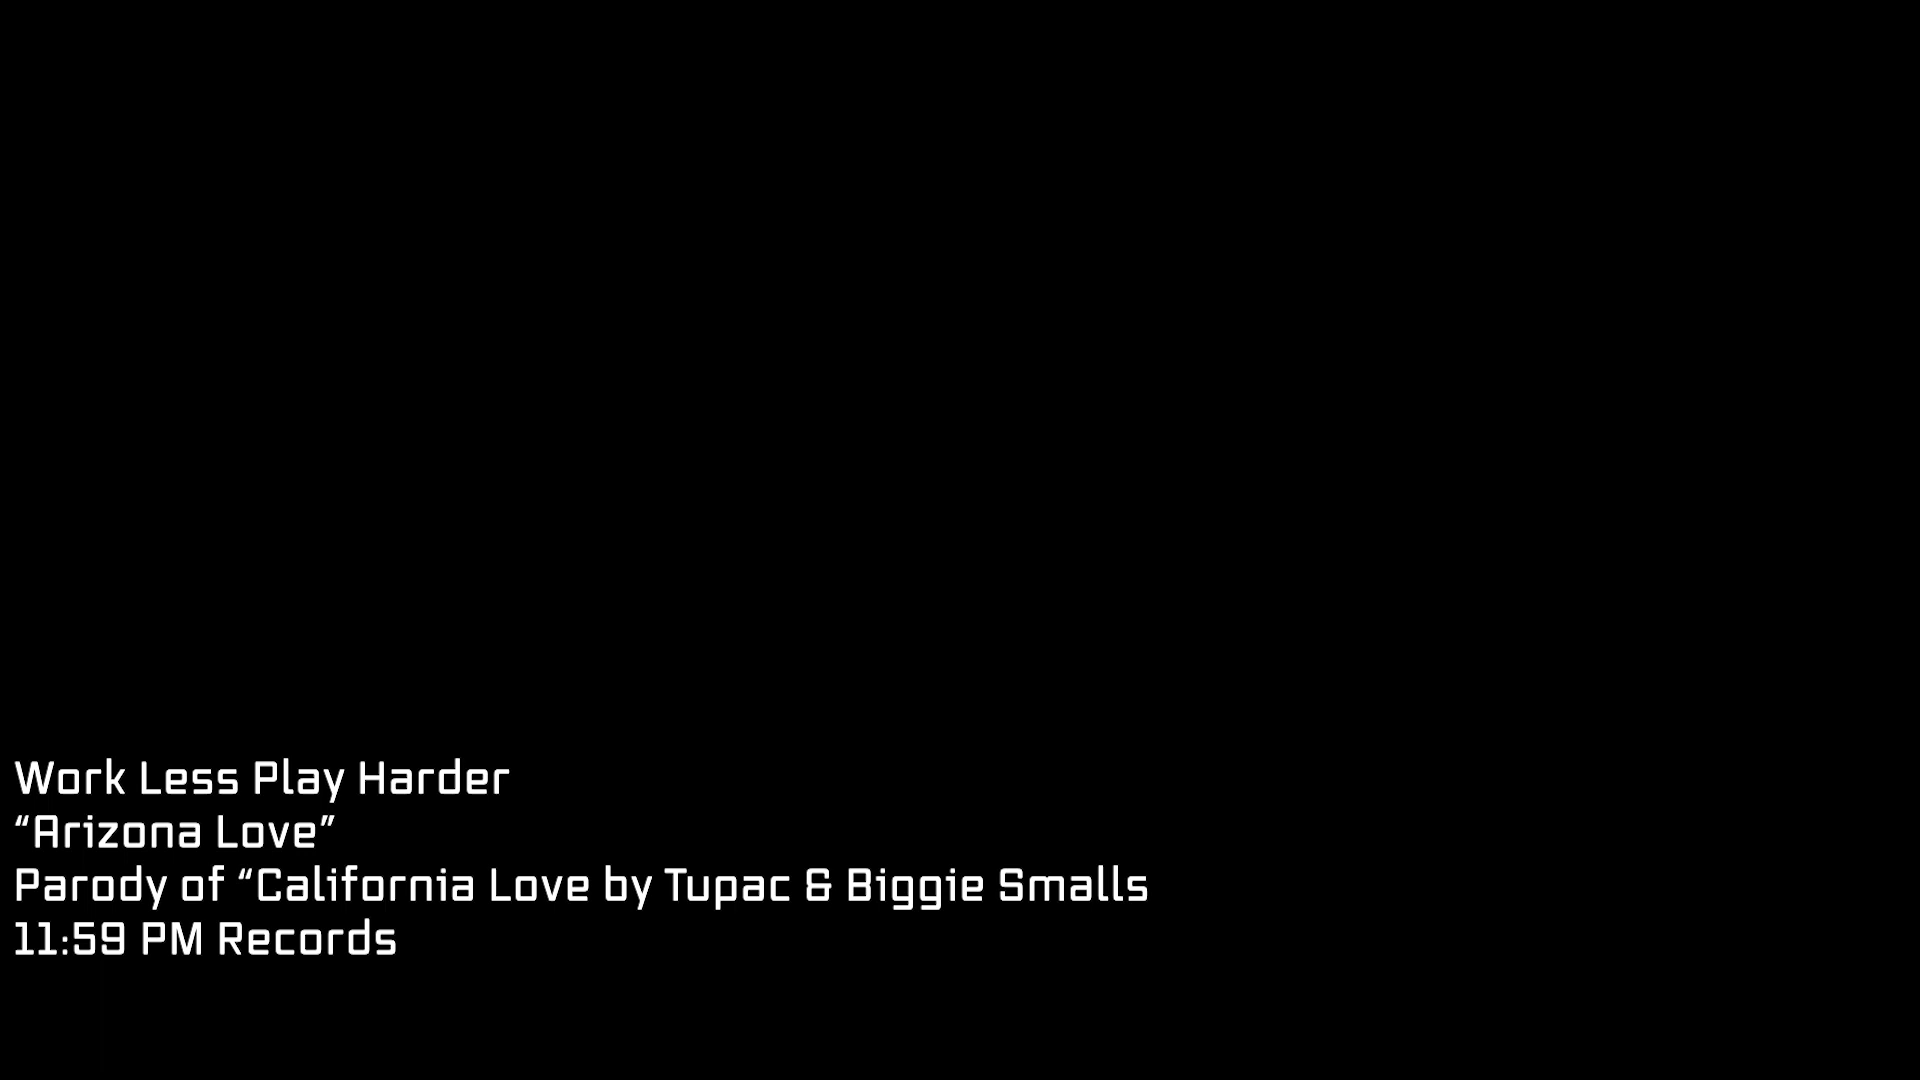 Work Less Play Harder
“Arizona Love”
Parody of “California Love by Tupac & Biggie Smalls
11:59 PM Records